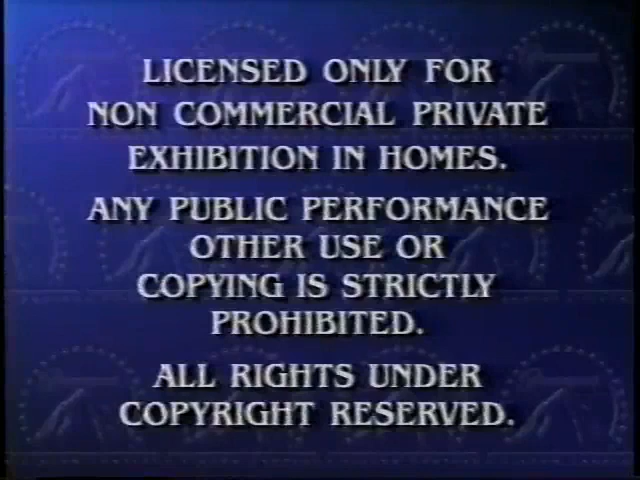 LICENSED ONLY FOR
NON COMMERCIAL PRIVATE
EXHIBITION IN HOMES.
ANY PUBLIC PERFORMANCE
OTHER USE OR
COPYING IS STRICTLY
PROHIBITED.
ALL RIGHTS UNDER
COPYRIGHT RESERVED.